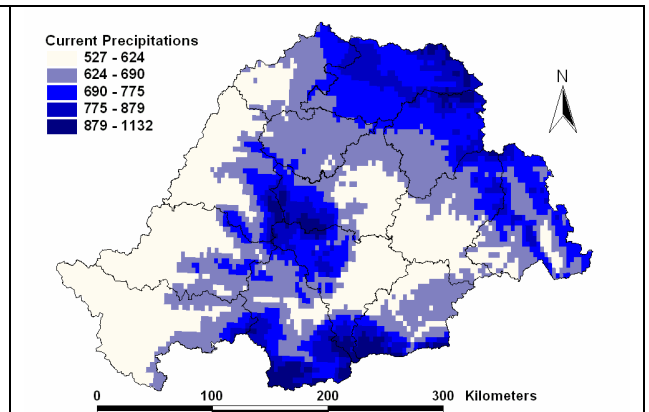 Current Precipitations
527 - 624
624 - 690
690 - 775
775 - 879
879 - 1132
N
0 100 200 300 Kilometers